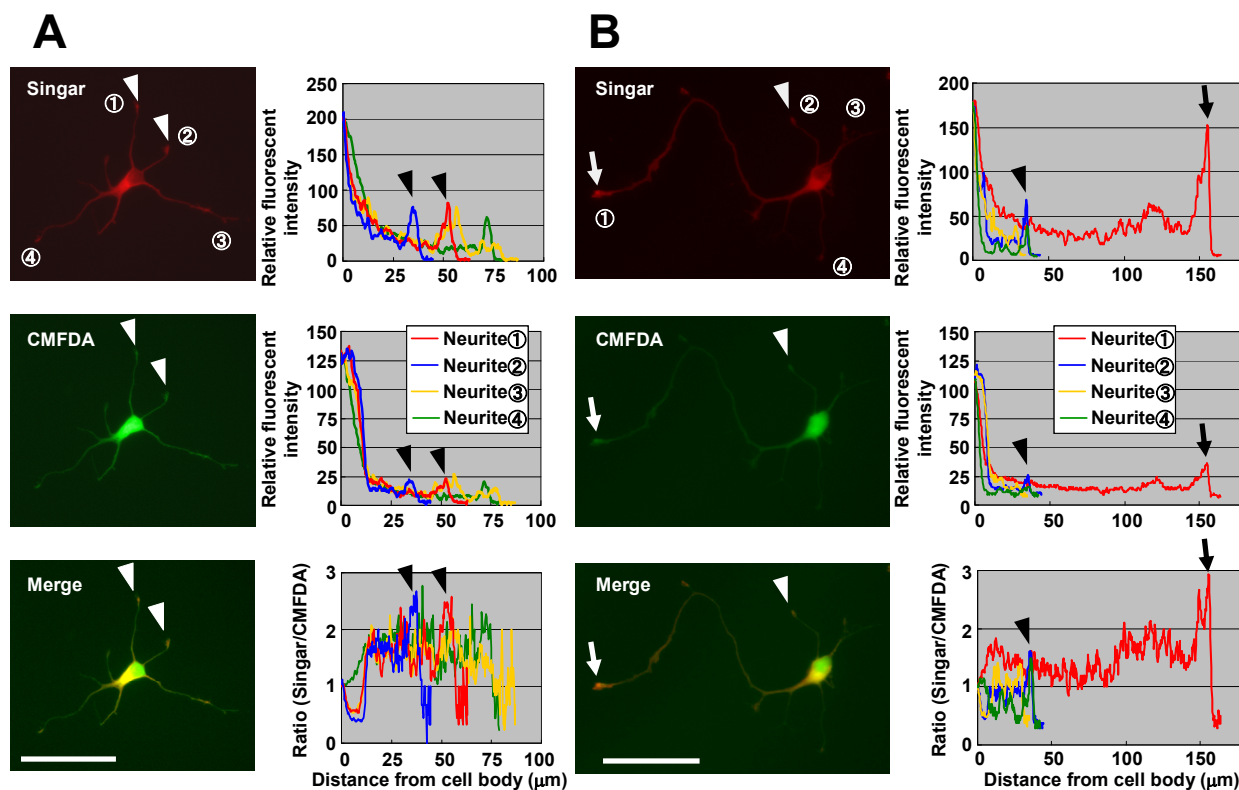 A
B
Singar
①
②
③
④
Relative fluorescent
intensity
250
200
150
100
50
0
0
25
50
75
100
Singar
①
②
③
④
Relative fluorescent
intensity
200
150
100
50
0
0
50
100
150
CMFDA
Relative fluorescent
intensity
150
125
100
75
50
25
0
0
25
50
75
100
Neurite①
Neurite②
Neurite③
Neurite④
CMFDA
Relative fluorescent
intensity
150
125
100
75
50
25
0
0
50
100
150
Neurite①
Neurite②
Neurite③
Neurite④
Merge
Ratio (Singar/CMFDA)
3
2
1
0
0
25
50
75
100
Distance from cell body (μm)
Merge
Ratio (Singar/CMFDA)
3
2
1
0
0
50
100
150
Distance from cell body (μm)